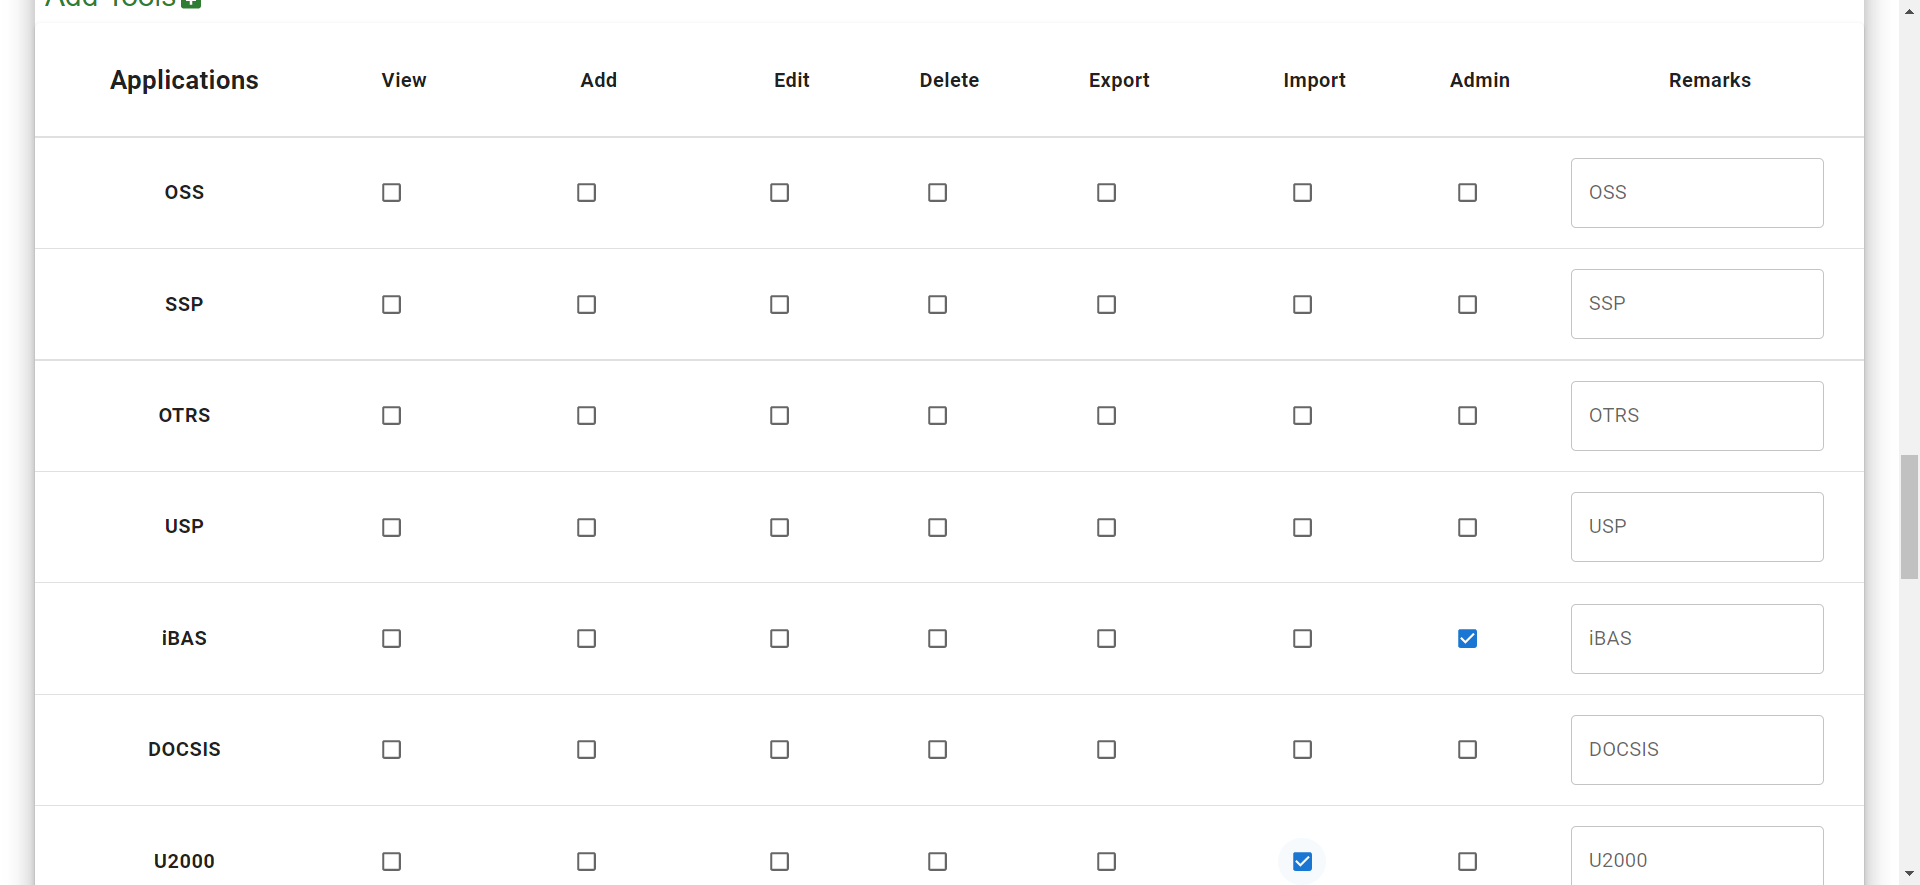 Add Tools
Applications View Add Edit Delete Export Import Admin Remarks
OSS OSS
SSP SSP
OTRS OTRS
USP USP
iBAS iBAS
DOCSIS DOCSIS
U2000 U2000